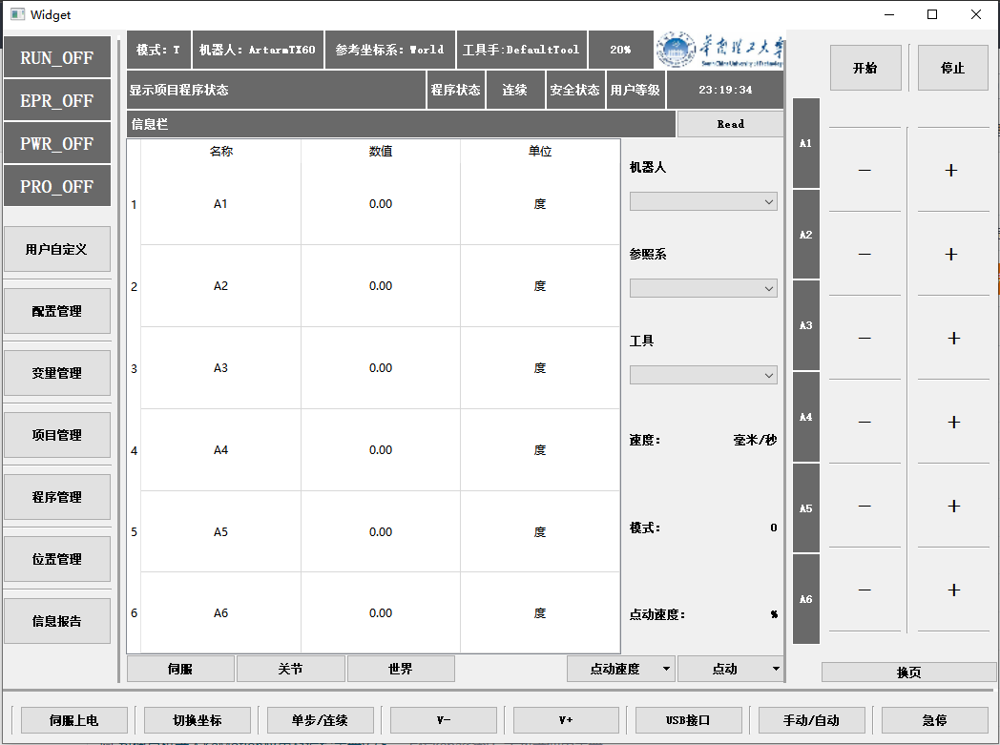 Widget
RUN_OFF
EPR_OFF
PWR_OFF
PRO_OFF
用户自定义
配置管理
变量管理
项目管理
程序管理
位置管理
信息报告
模式: T 机器人: ArtarmTX60 参考坐标系: World 工具手:DefaultTool 20% 华南理工大学
South China University of Technology
显示项目程序状态 程序状态 连续 安全状态 用户等级 23:19:34
信息栏 Read
名称 数值 单位
1 A1 0.00 度
2 A2 0.00 度
3 A3 0.00 度
4 A4 0.00 度
5 A5 0.00 度
6 A6 0.00 度
机器人
参照系
工具
速度: 毫米/秒
模式: 0
点动速度: %
伺服 关节 世界 点动速度 点动
开始 停止
A1 — +
A2 — +
A3 — +
A4 — +
A5 — +
A6 — +
换页
伺服上电 切换坐标 单步/连续 V- V+ USB接口 手动/自动 急停